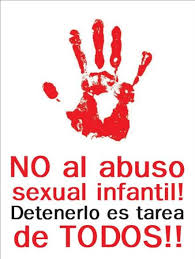 NO al abuso
sexual infantil!
Detenerlo es tarea
de TODOS!!